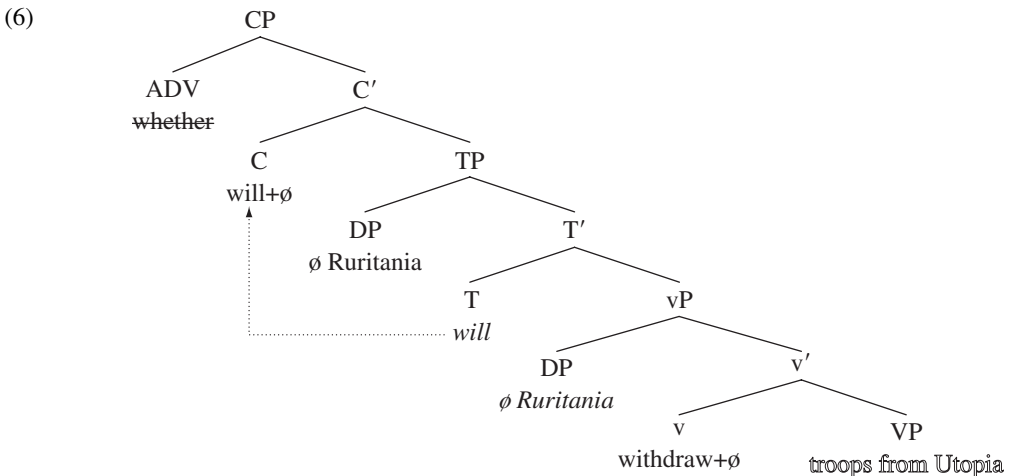 (6)
CP
ADV C′
whether
C TP
will+ø
DP T′
ø Ruritania
T vP
will
DP v′
ø Ruritania
v VP
withdraw+ø troops from Utopia